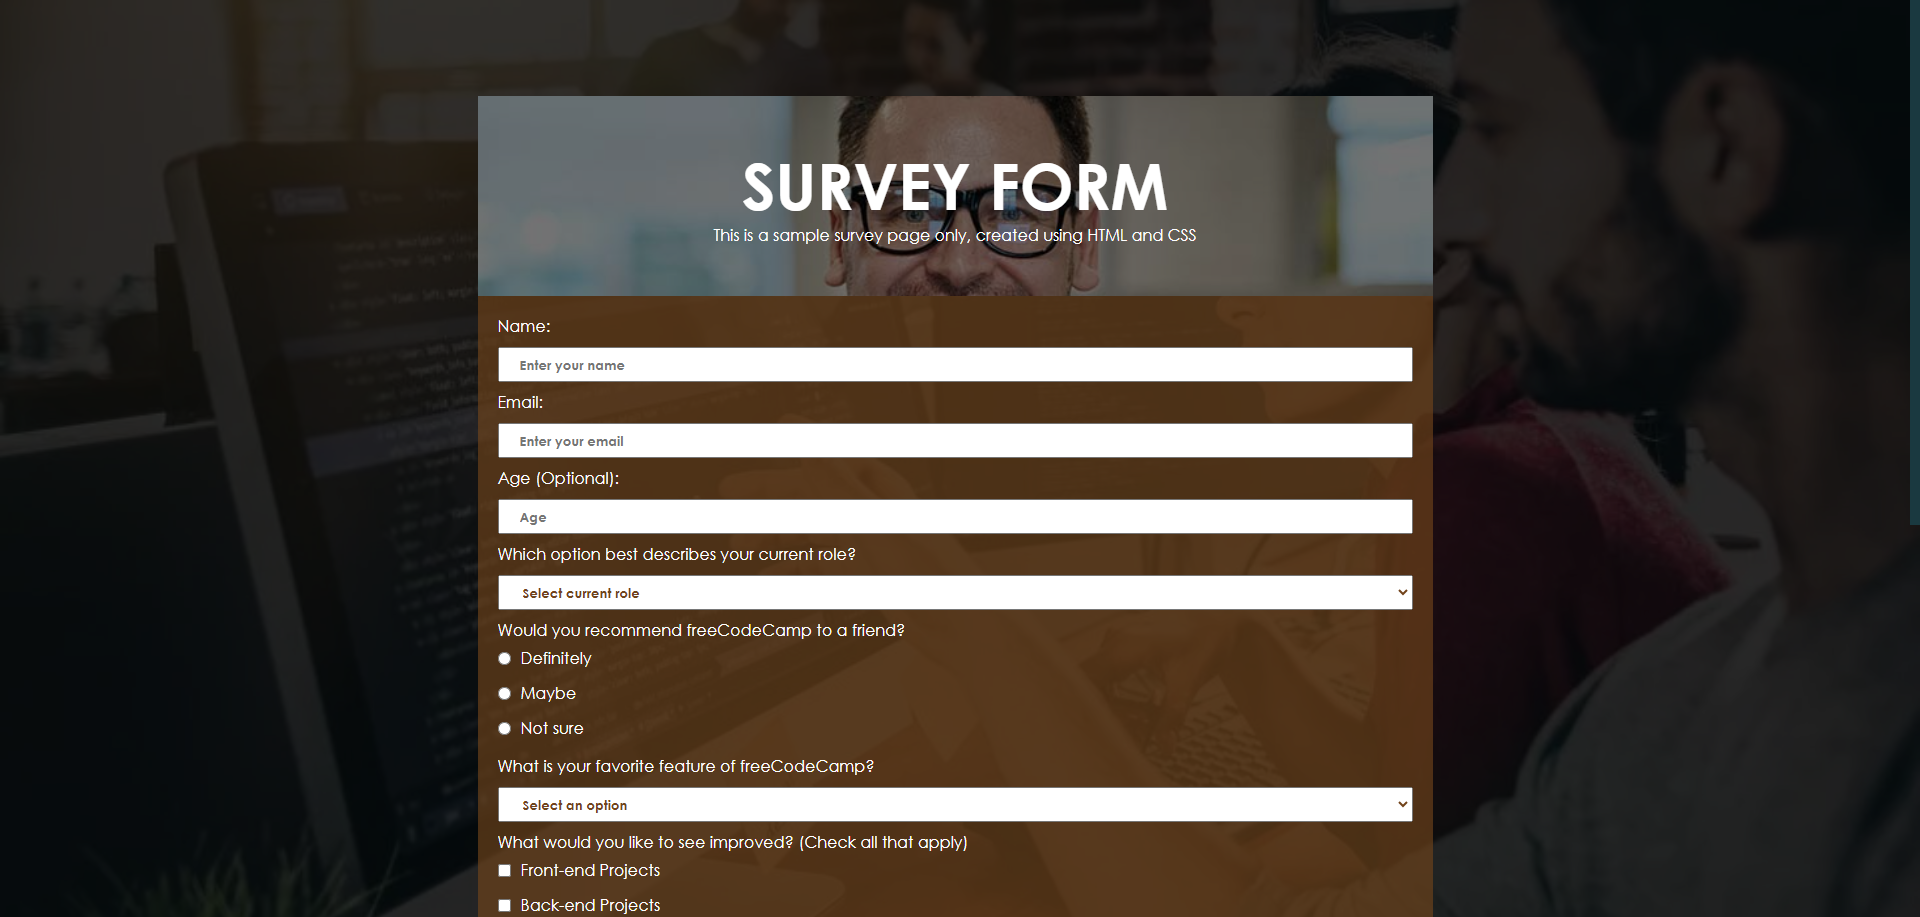 SURVEY FORM
This is a sample survey page only, created using HTML and CSS
Name:
Enter your name
Email:
Enter your email
Age (Optional):
Age
Which option best describes your current role?
Select current role
Would you recommend freeCodeCamp to a friend?
Definitely
Maybe
Not sure
What is your favorite feature of freeCodeCamp?
Select an option
What would you like to see improved? (Check all that apply)
Front-end Projects
Back-end Projects